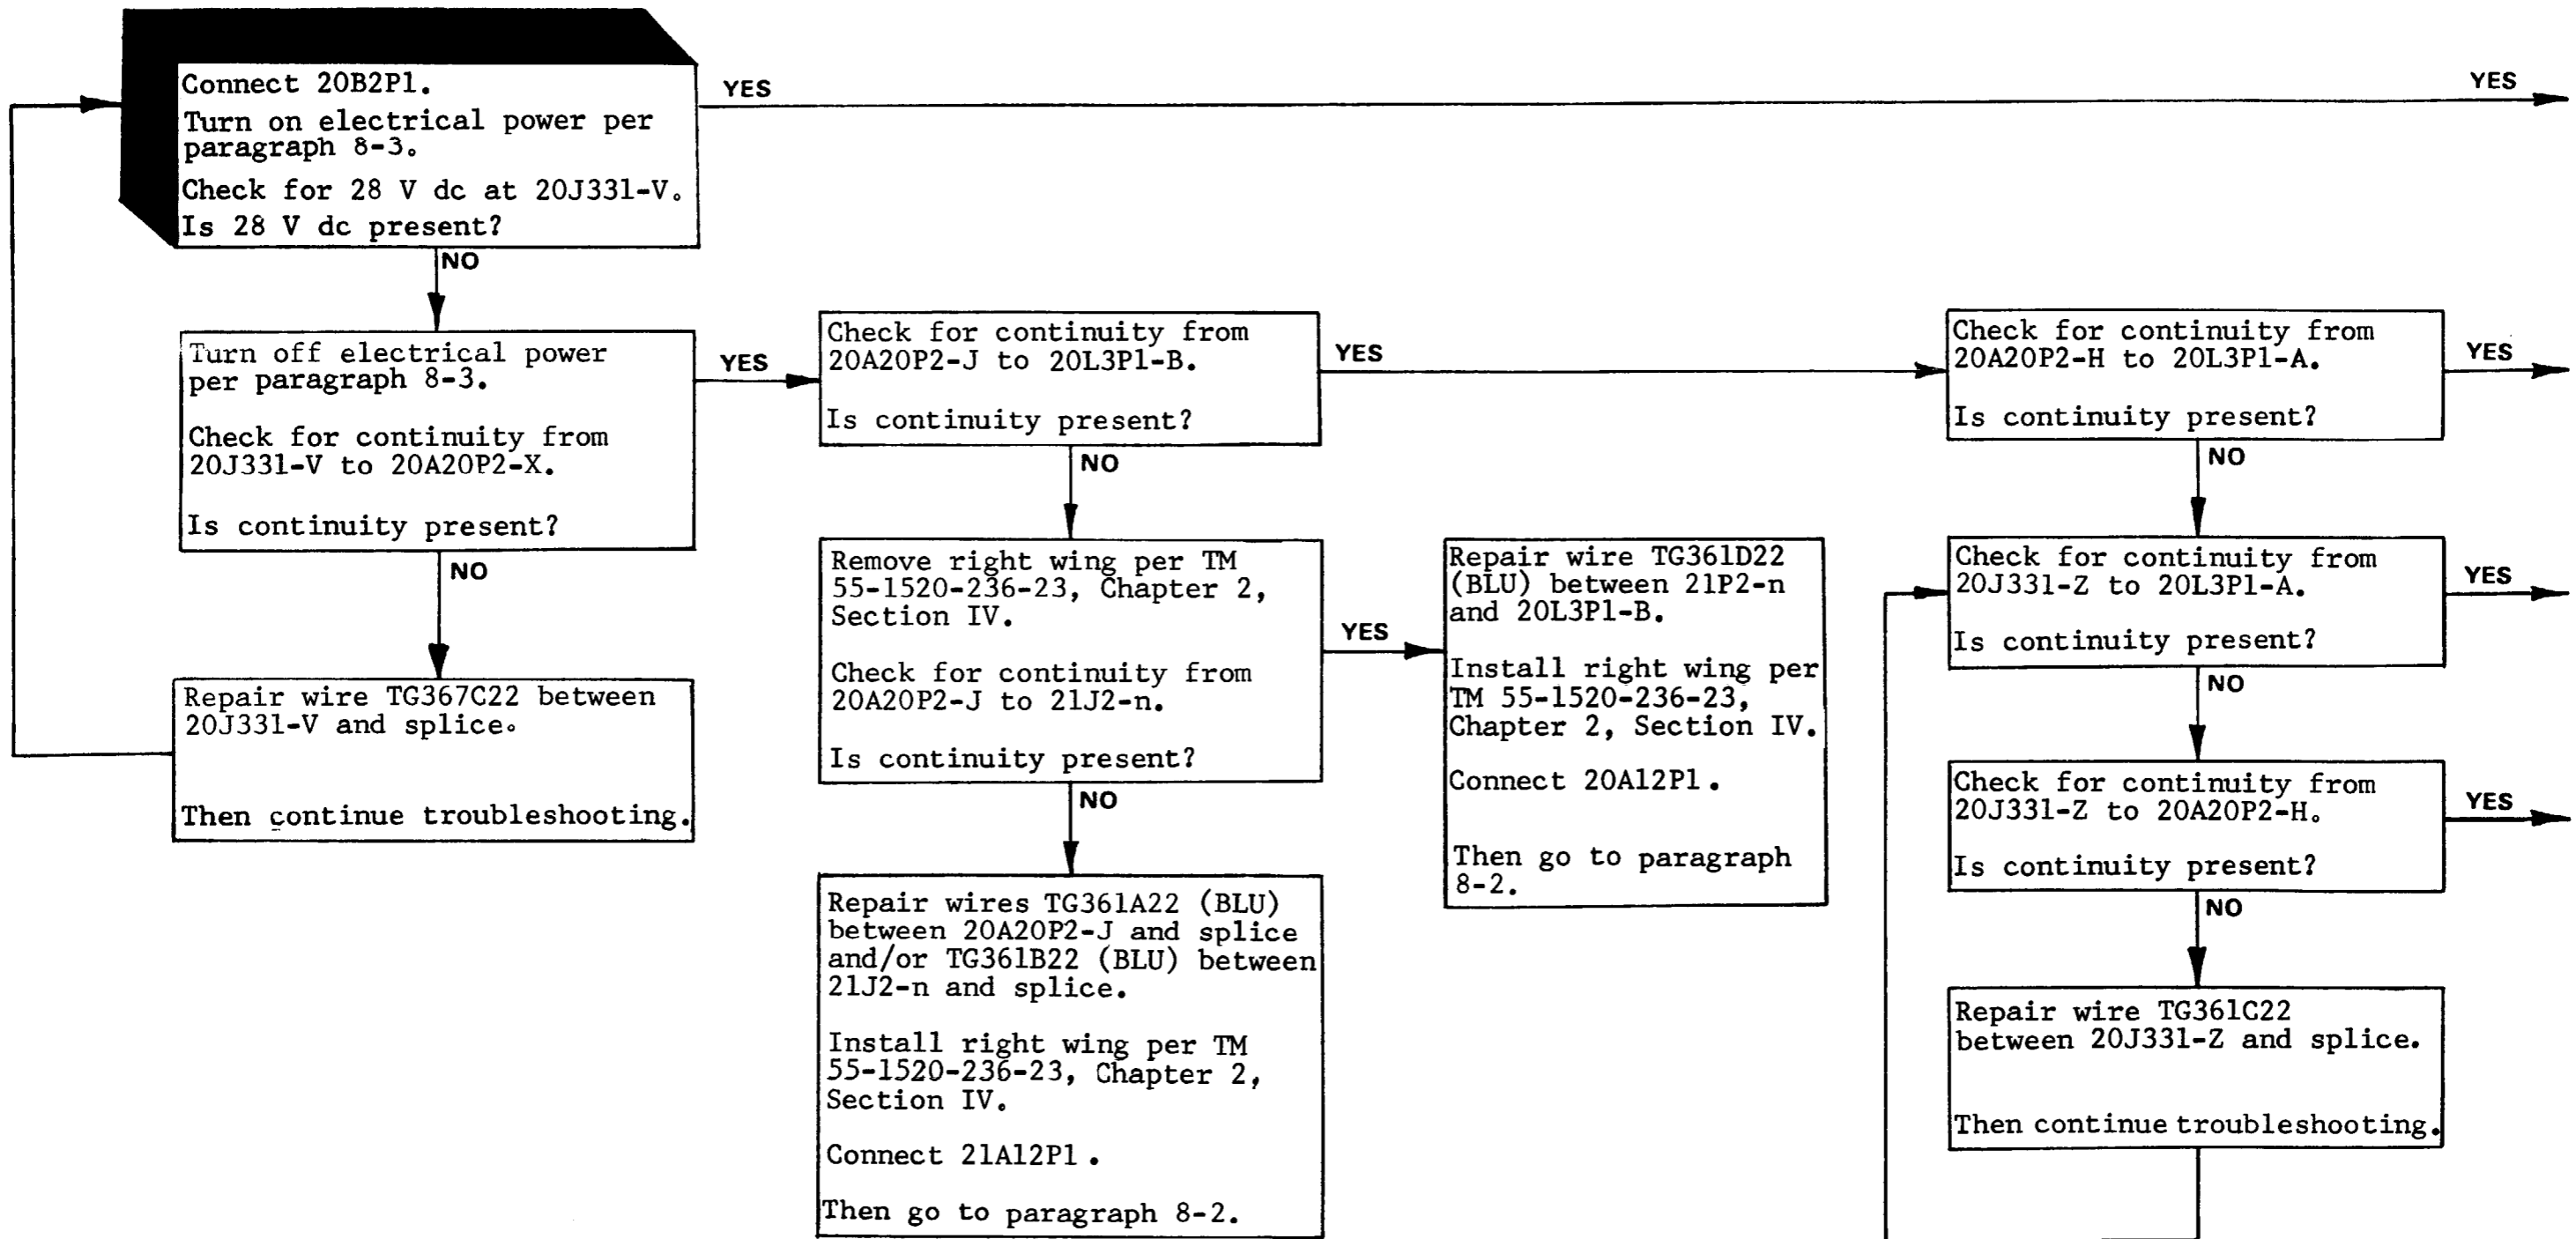 Connect 20B2P1.
Turn on electrical power per
paragraph 8-3.
Check for 28 V dc at 20J331-V.
Is 28 V dc present?
YES
YES
NO
Turn off electrical power
per paragraph 8-3.
Check for continuity from
20J331-V to 20A20P2-X.
Is continuity present?
YES
NO
Repair wire TG367C22 between
20J331-V and splice.
Then continue troubleshooting.
Check for continuity from
20A20P2-J to 20L3P1-B.
Is continuity present?
YES
NO
Remove right wing per TM
55-1520-236-23, Chapter 2,
Section IV.
Check for continuity from
20A20P2-J to 21J2-n.
Is continuity present?
YES
NO
Repair wires TG361A22 (BLU)
between 20A20P2-J and splice
and/or TG361B22 (BLU) between
21J2-n and splice.
Install right wing per TM
55-1520-236-23, Chapter 2,
Section IV.
Connect 21A12P1.
Then go to paragraph 8-2.
Repair wire TG361D22
(BLU) between 21P2-n
and 20L3P1-B.
Install right wing per
TM 55-1520-236-23,
Chapter 2, Section IV.
Connect 20A12P1.
Then go to paragraph
8-2.
Check for continuity from
20A20P2-H to 20L3P1-A.
Is continuity present?
YES
NO
Check for continuity from
20J331-Z to 20L3P1-A.
Is continuity present?
YES
NO
Check for continuity from
20J331-Z to 20A20P2-H.
Is continuity present?
YES
NO
Repair wire TG361C22
between 20J331-Z and splice.
Then continue troubleshooting.